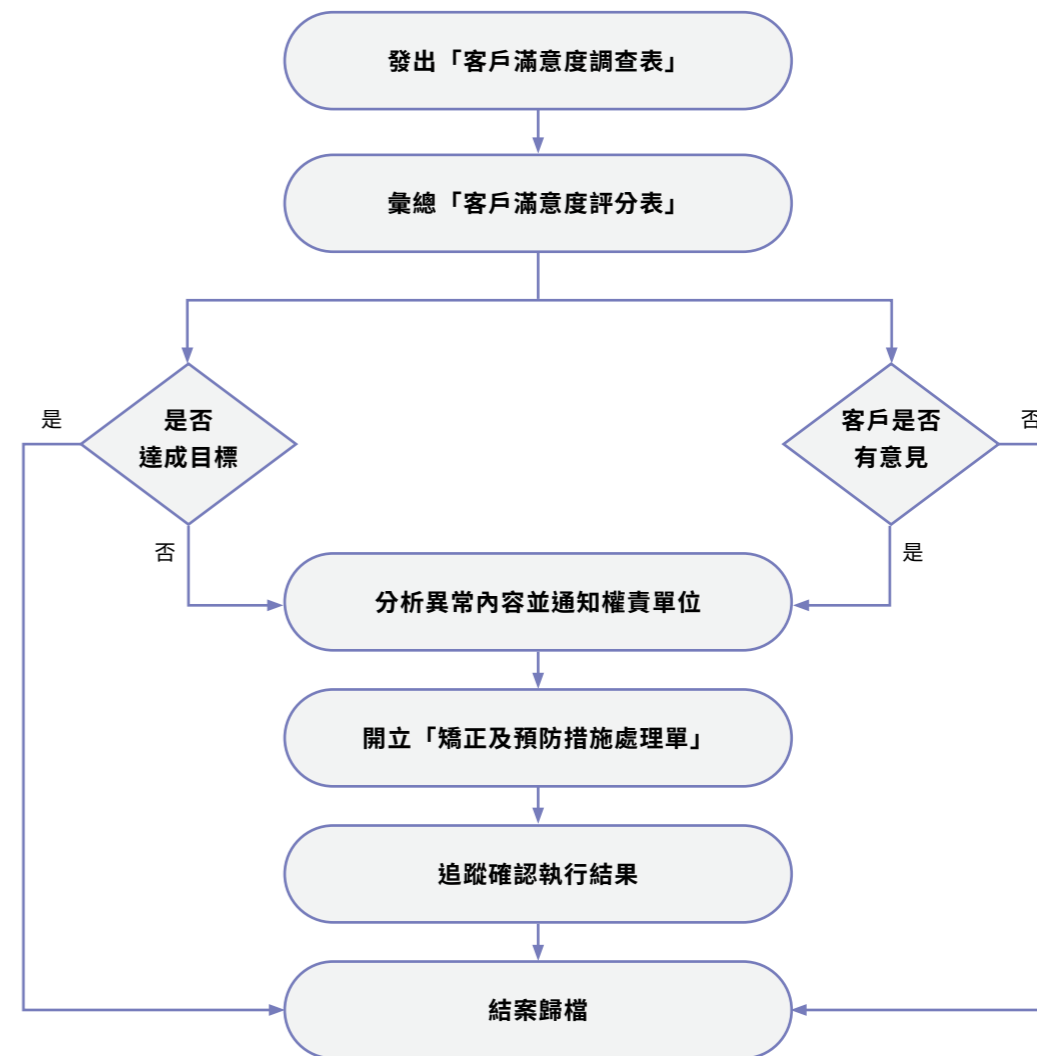 發出「客戶滿意度調查表」
彙總「客戶滿意度評分表」
是
是否
達成目標
客戶是否
有意見
否
否
是
分析異常內容並通知權責單位
開立「矯正及預防措施處理單」
追蹤確認執行結果
結案歸檔